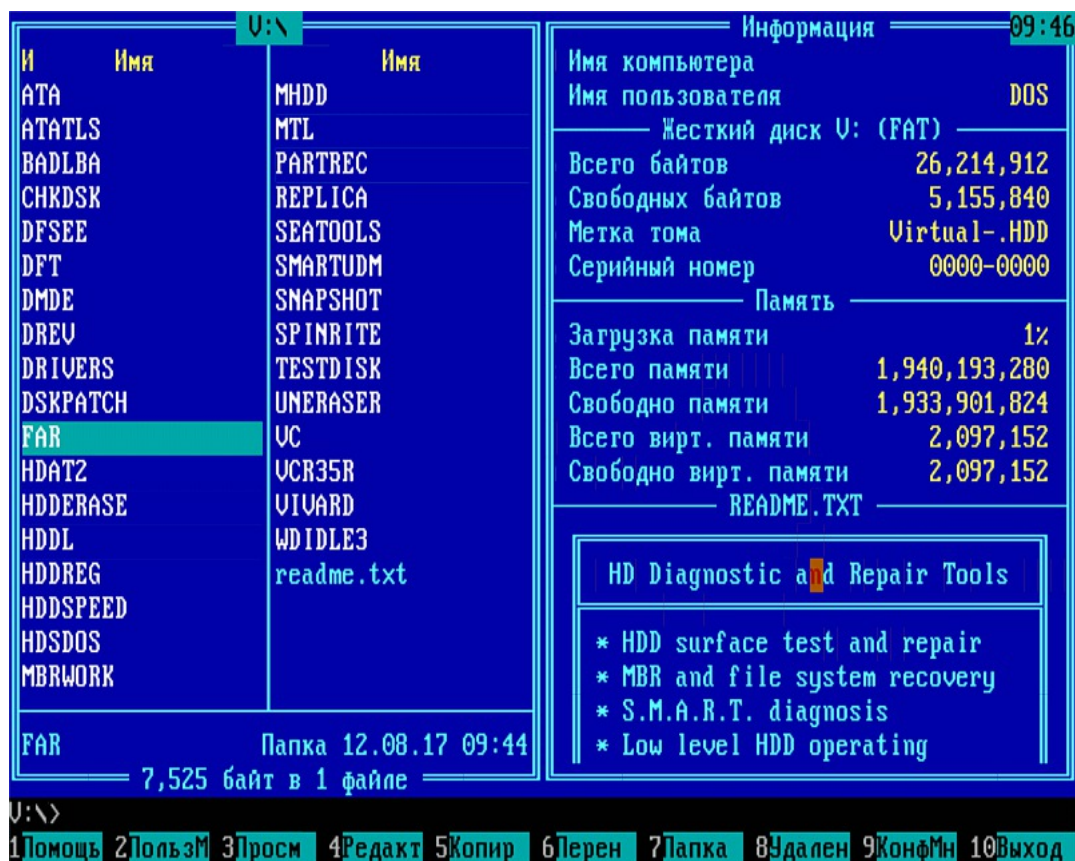 V:\
И Имя Имя
ATA
ATATLS
BADLBA
CHKDSK
DFSEE
DFT
DMDE
DREV
DRIVERS
DSKPATCH
FAR
HDAT2
HDDERASE
HDDL
HDDREG
HDDSPEED
HDSDOS
MBRWORK
MHDD
MTL
PARTREC
REPLICA
SEATOOLS
SMARTUDM
SNAPSHOT
SPINRITE
TESTDISK
UNERASER
VC
VCR35R
VIVARD
WDIDLE3
readme.txt
FAR Папка 12.08.17 09:44
7,525 байт в 1 файле
Информация 09:46
Имя компьютера
Имя пользователя DOS
Жесткий диск V: (FAT)
Всего байтов 26,214,912
Свободных байтов 5,155,840
Метка тома Virtual-.HDD
Серийный номер 0000-0000
Память
Загрузка памяти 1%
Всего памяти 1,940,193,280
Свободно памяти 1,933,901,824
Всего вирт. памяти 2,097,152
Свободно вирт. памяти 2,097,152
README.TXT
HD Diagnostic and Repair Tools
* HDD surface test and repair
* MBR and file system recovery
* S.M.A.R.T. diagnosis
* Low level HDD operating
V:\>
1Помощь 2ПользМ 3Просм 4Редакт 5Копир 6Перен 7Папка 8Удален 9КонфМн 10Выход